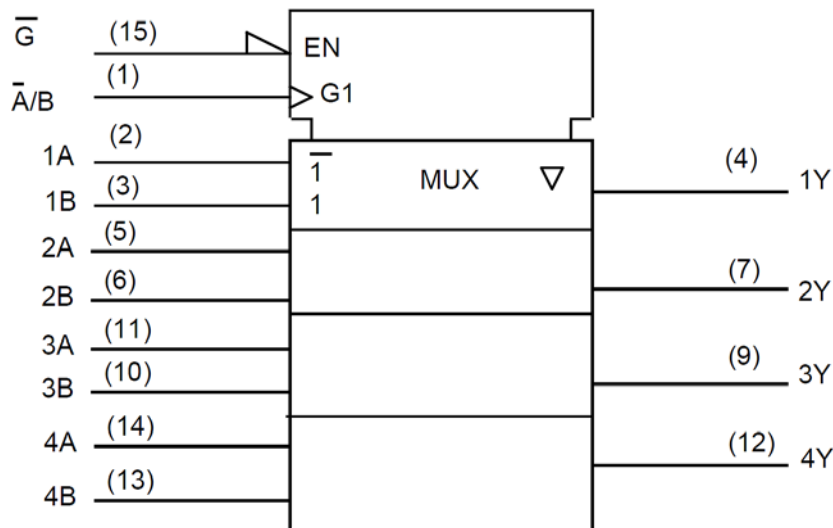 G̅ (15) EN
A̅/B (1) G1
1A (2) 1̅ MUX ▽ (4) 1Y
1B (3) 1
2A (5)
2B (6) (7) 2Y
3A (11)
3B (10) (9) 3Y
4A (14)
4B (13) (12) 4Y